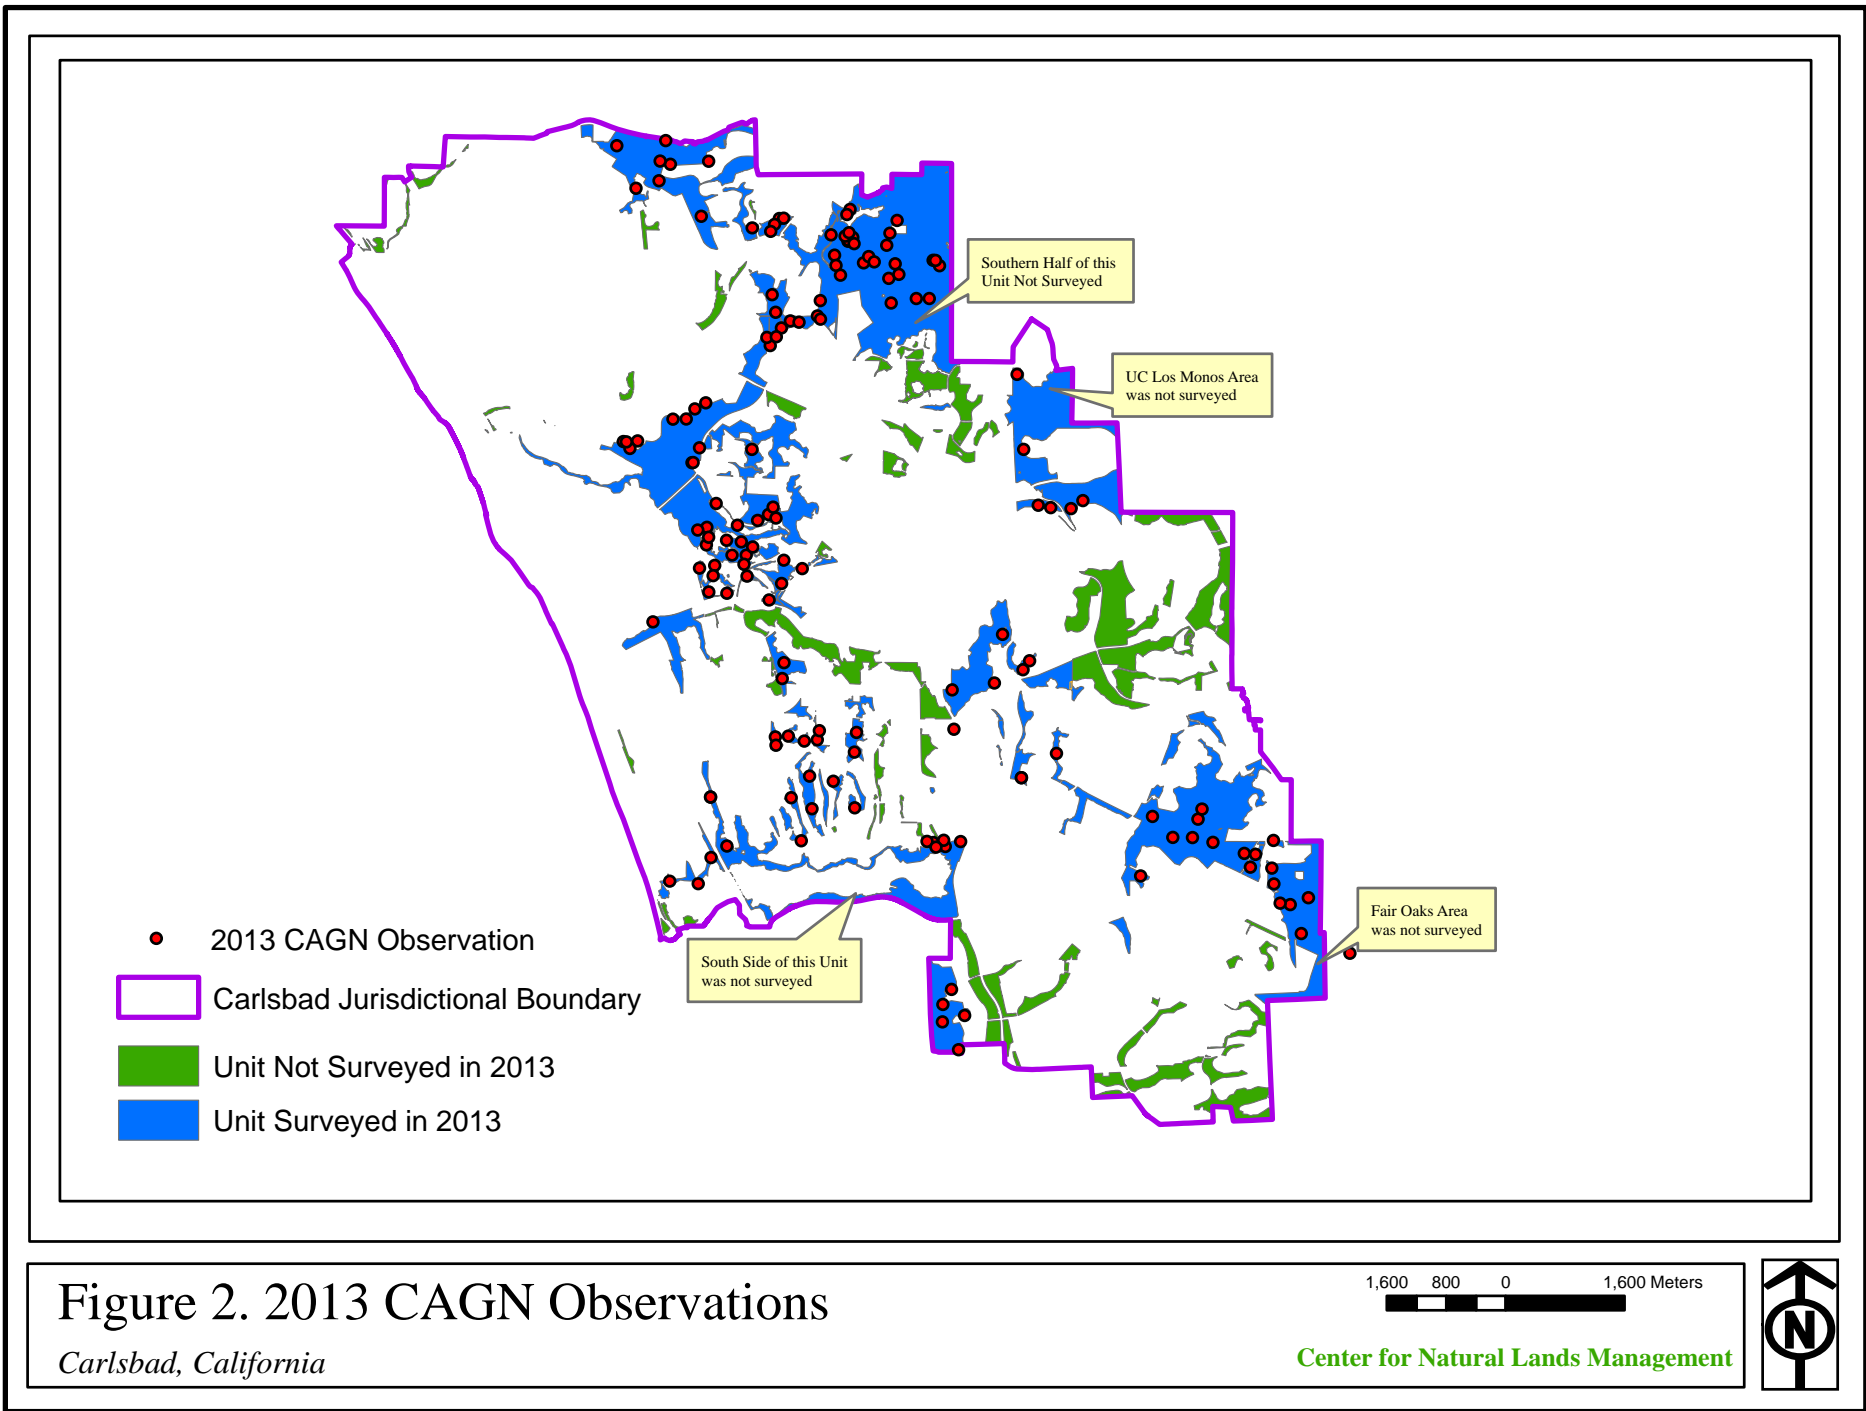 Southern Half of this
Unit Not Surveyed
UC Los Monos Area
was not surveyed
Fair Oaks Area
was not surveyed
South Side of this Unit
was not surveyed
2013 CAGN Observation
Carlsbad Jurisdictional Boundary
Unit Not Surveyed in 2013
Unit Surveyed in 2013
Figure 2. 2013 CAGN Observations
Carlsbad, California
1,600 800 0 1,600 Meters
Center for Natural Lands Management
N